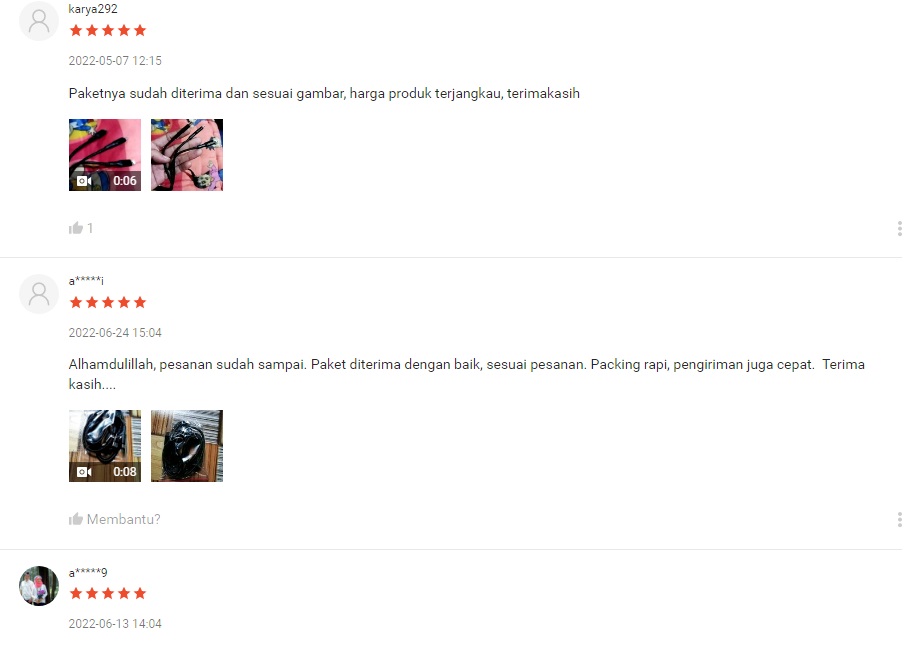 karya292
2022-05-07 12:15
Paketnya sudah diterima dan sesuai gambar, harga produk terjangkau, terimakasih
0:06
1
a*****i
2022-06-24 15:04
Alhamdulillah, pesanan sudah sampai. Paket diterima dengan baik, sesuai pesanan. Packing rapi, pengiriman juga cepat.  Terima
kasih....
0:08
Membantu?
a*****9
2022-06-13 14:04